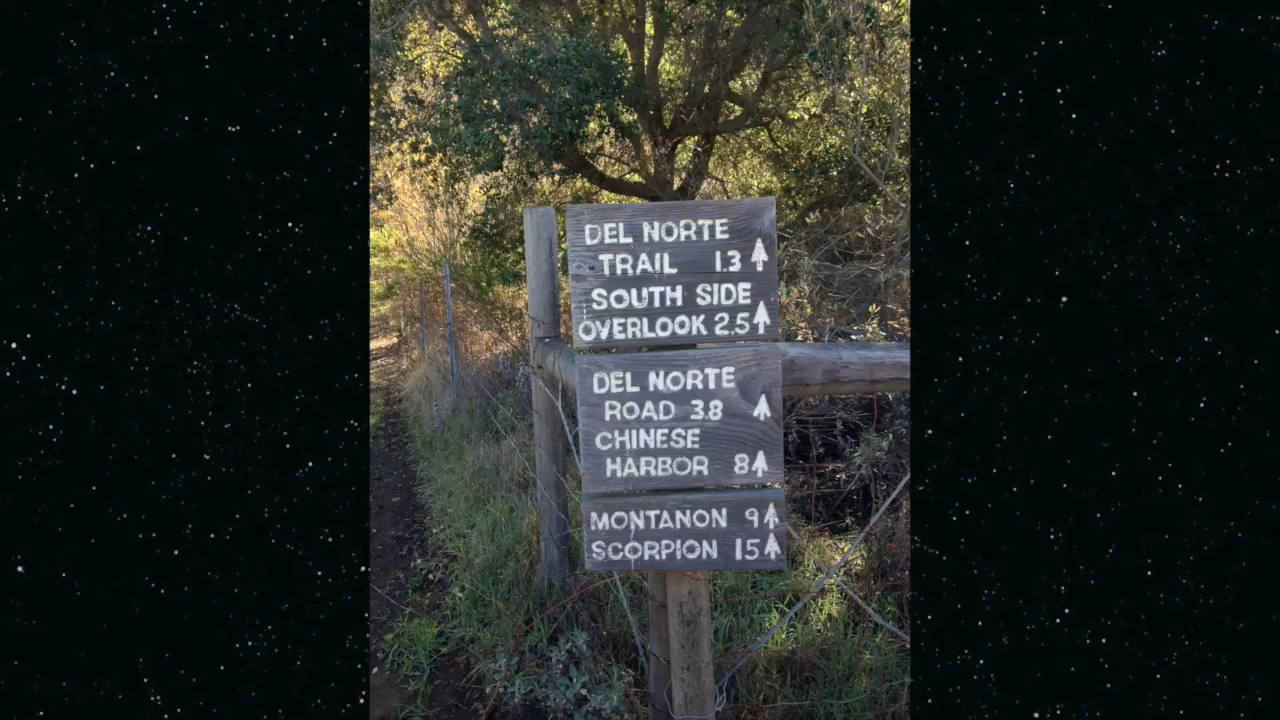 DEL NORTE
TRAIL 1.3
SOUTH SIDE
OVERLOOK 2.5
DEL NORTE
ROAD 3.8
CHINESE
HARBOR 8
MONTANON 9
SCORPION 15